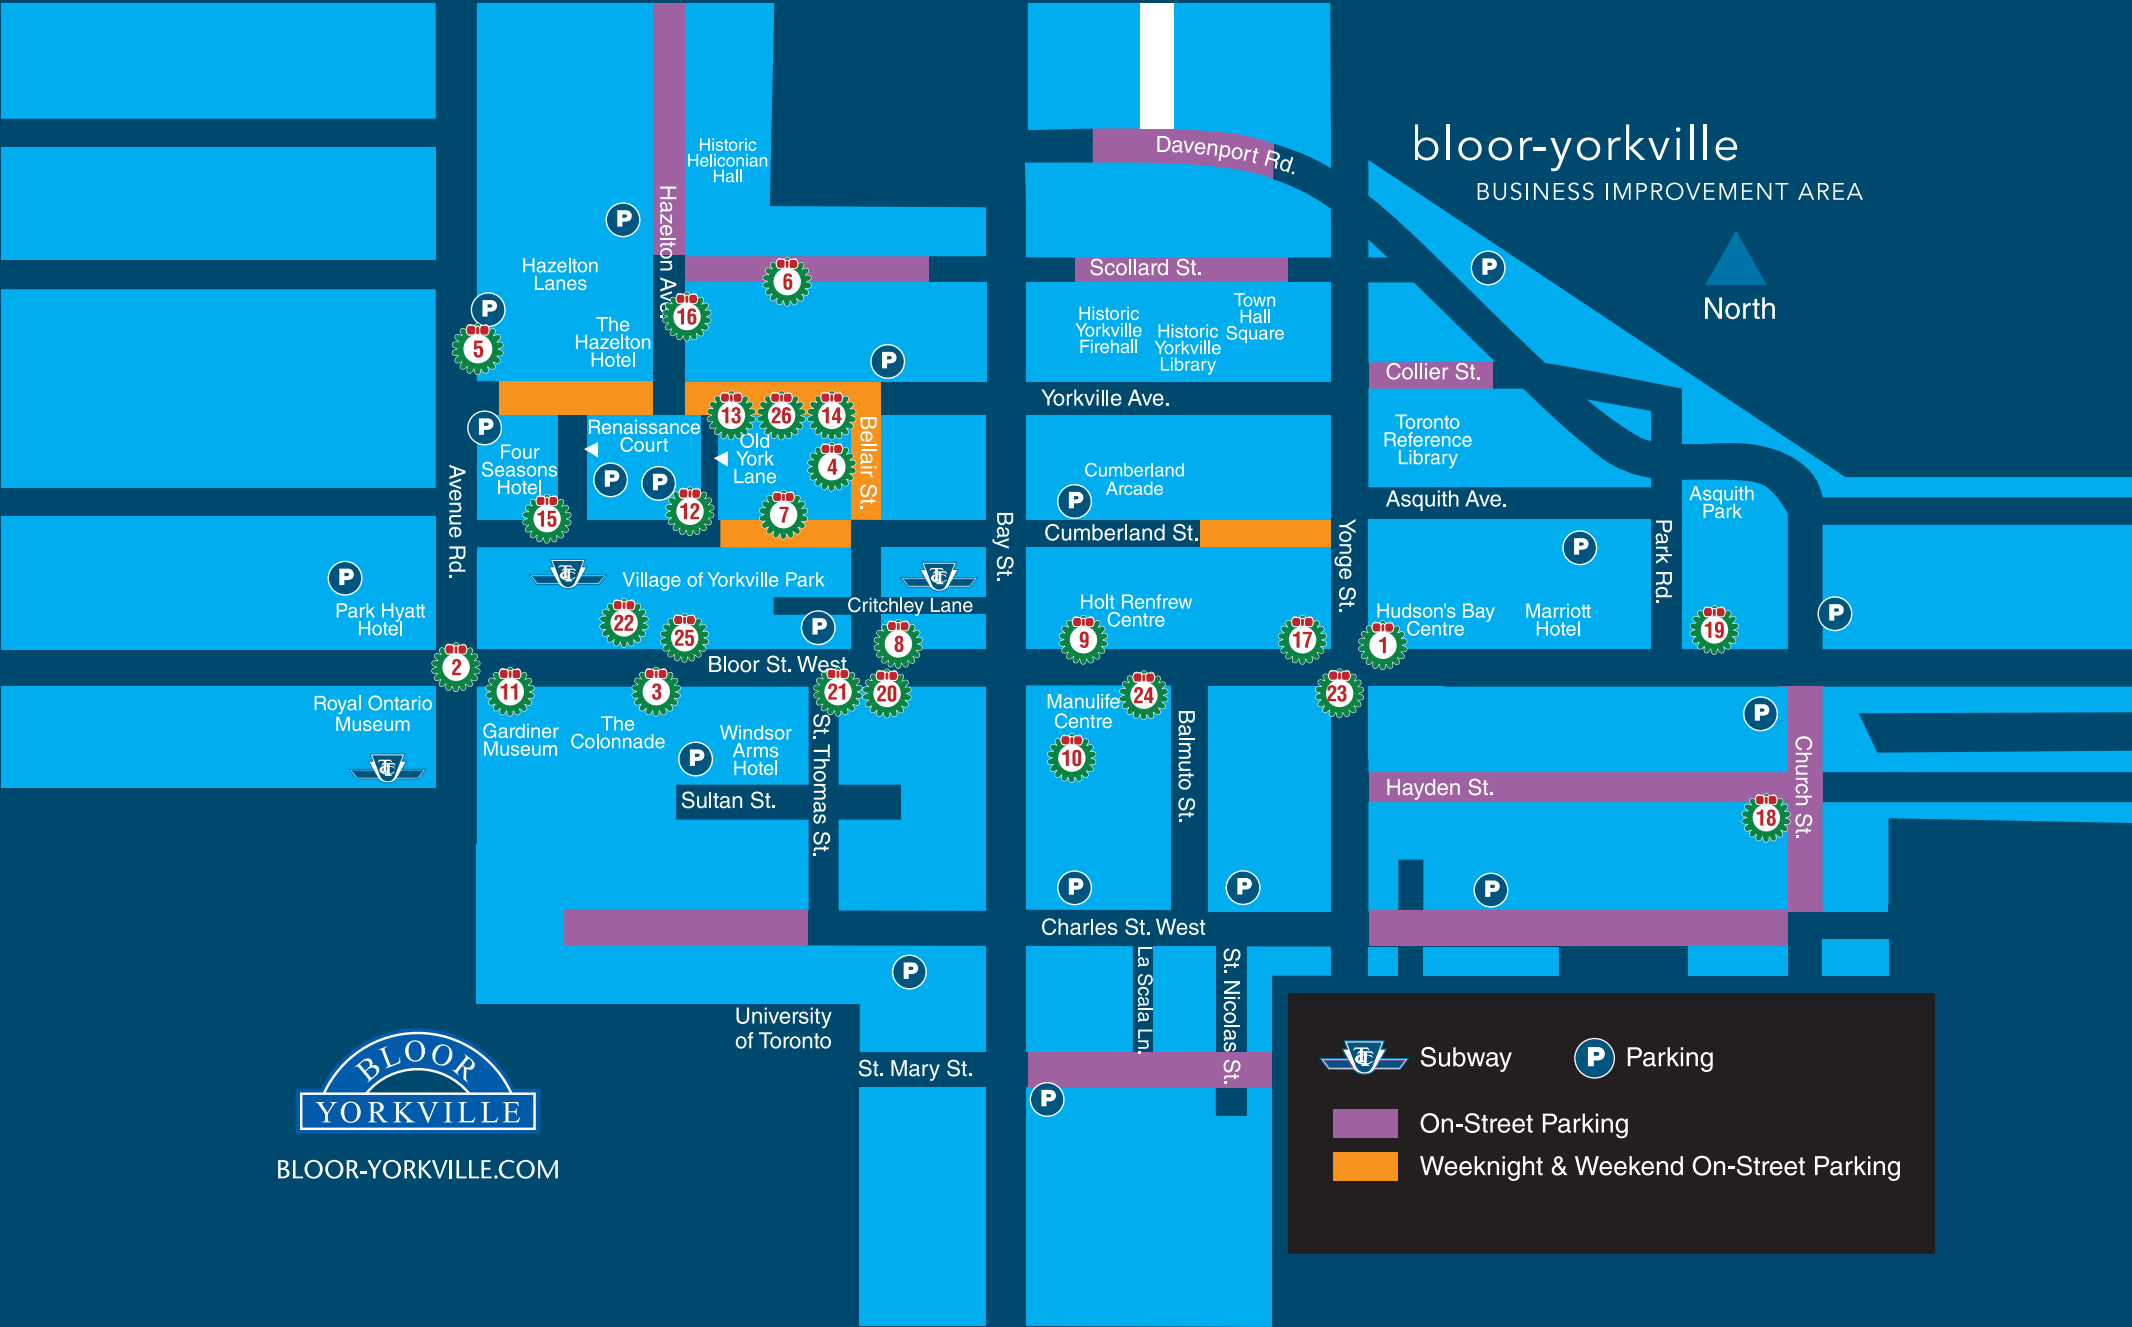 bloor-yorkville
BUSINESS IMPROVEMENT AREA
North
Davenport Rd.
Historic
Heliconian
Hall
P
Hazelton Ave.
Hazelton
Lanes
6
Scollard St.
P
16
P
5
The
Hazelton
Hotel
P
Historic
Yorkville
Firehall
Historic
Yorkville
Library
Town
Hall
Square
Collier St.
Yorkville Ave.
13
26
14
Bellair St.
P
Four
Seasons
Hotel
Renaissance
Court
P
P
Old
York
Lane
4
15
12
7
Cumberland
Arcade
P
Toronto
Reference
Library
Asquith Ave.
Asquith
Park
Avenue Rd.
Bay St.
Cumberland St.
Yonge St.
Park Rd.
P
P
Park Hyatt
Hotel
TTC
Village of Yorkville Park
TTC
Critchley Lane
22
25
P
8
Holt Renfrew
Centre
9
17
1
Hudson's Bay
Centre
Marriott
Hotel
19
P
2
Bloor St. West
11
3
21
20
24
23
Royal Ontario
Museum
TTC
Gardiner
Museum
The
Colonnade
Windsor
Arms
Hotel
P
Sultan St.
St. Thomas St.
Manulife
Centre
10
Balmuto St.
P
Hayden St.
Church St.
18
P
P
P
Charles St. West
P
La Scala Ln.
St. Nicolas St.
University
of Toronto
St. Mary St.
P
BLOOR
YORKVILLE
BLOOR-YORKVILLE.COM
TTC
Subway
P
Parking
On-Street Parking
Weeknight & Weekend On-Street Parking